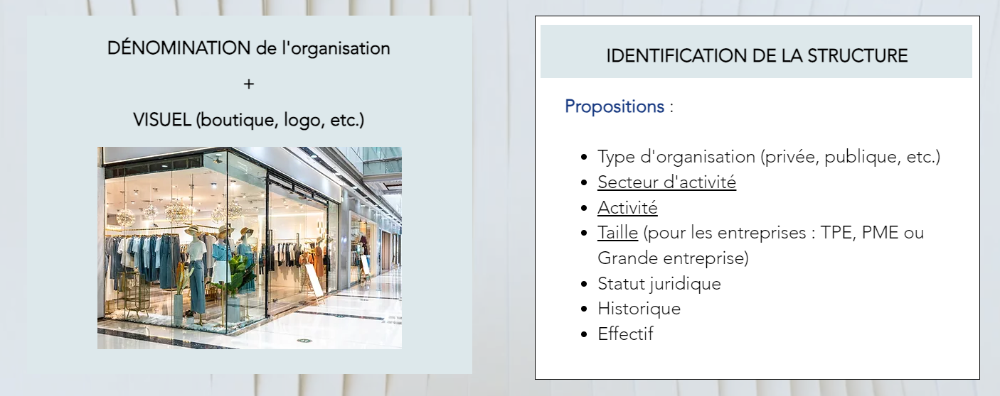 DÉNOMINATION de l'organisation
+
VISUEL (boutique, logo, etc.)
IDENTIFICATION DE LA STRUCTURE
Propositions :
• Type d'organisation (privée, publique, etc.)
• Secteur d'activité
• Activité
• Taille (pour les entreprises : TPE, PME ou
Grande entreprise)
• Statut juridique
• Historique
• Effectif